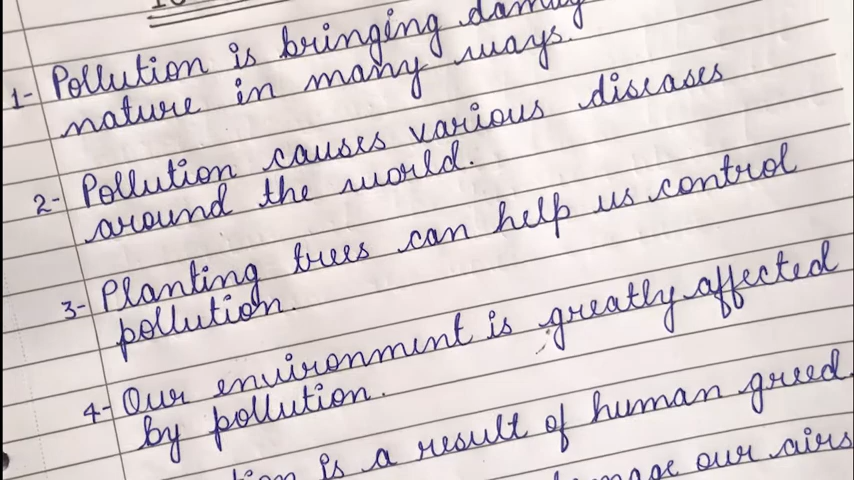 1- Pollution is bringing
nature in many ways.
2- Pollution causes various diseases
around the world.
3- Planting trees can help us control
pollution.
4- Our environment is greatly affected
by pollution.
is a result of human greed.
our airs